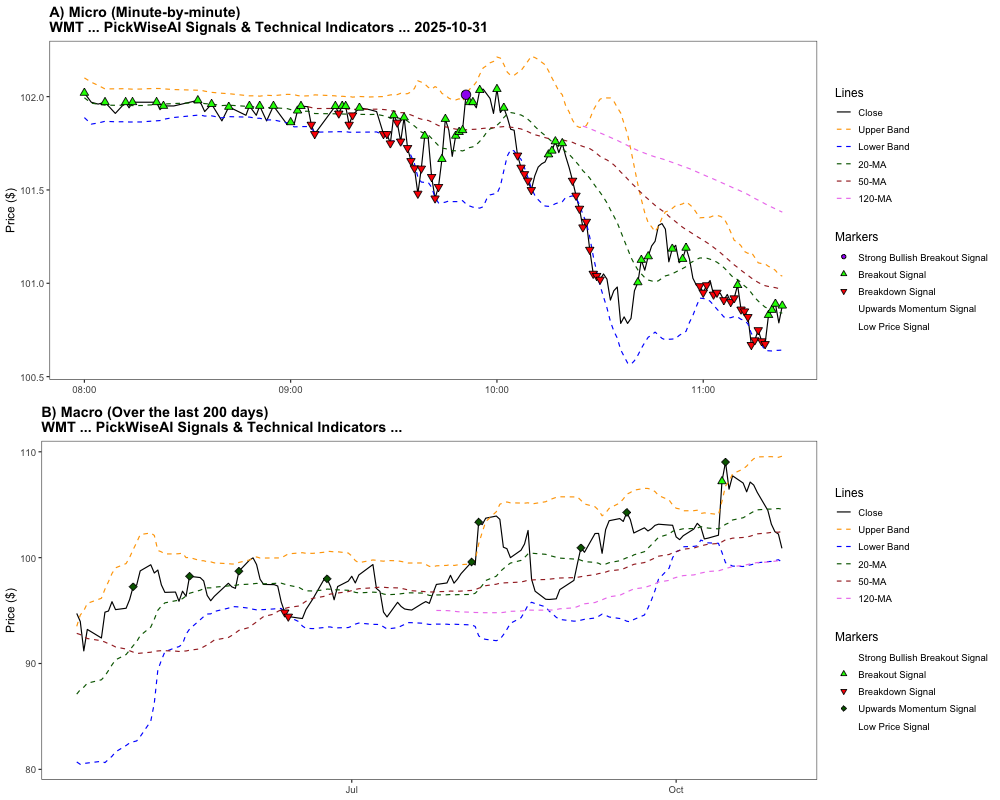 A) Micro (Minute-by-minute)
WMT ... PickWiseAI Signals & Technical Indicators ... 2025-10-31
Price ($)
102.0
101.5
101.0
100.5
08:00
09:00
10:00
11:00
Lines
Close
Upper Band
Lower Band
20-MA
50-MA
120-MA
Markers
Strong Bullish Breakout Signal
Breakout Signal
Breakdown Signal
Upwards Momentum Signal
Low Price Signal
B) Macro (Over the last 200 days)
WMT ... PickWiseAI Signals & Technical Indicators ...
Price ($)
110
100
90
80
Jul
Oct
Lines
Close
Upper Band
Lower Band
20-MA
50-MA
120-MA
Markers
Strong Bullish Breakout Signal
Breakout Signal
Breakdown Signal
Upwards Momentum Signal
Low Price Signal